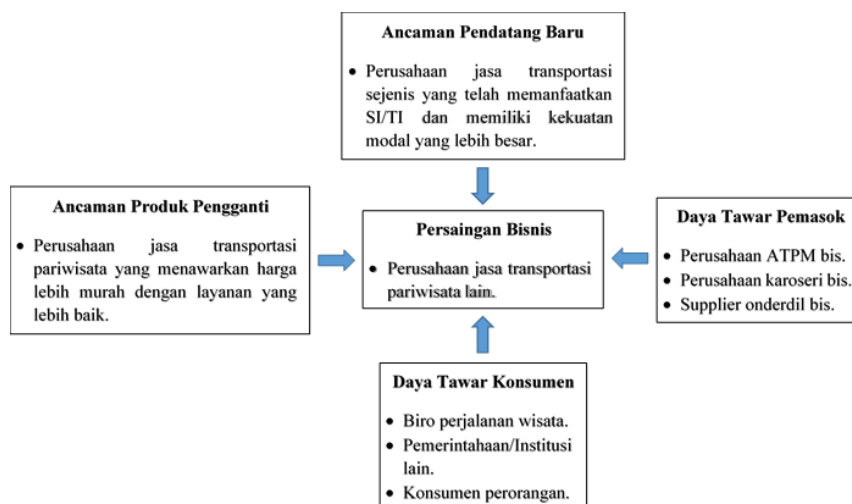 Ancaman Pendatang Baru
• Perusahaan jasa transportasi
sejenis yang telah memanfaatkan
SI/TI dan memiliki kekuatan
modal yang lebih besar.
Ancaman Produk Pengganti
• Perusahaan jasa transportasi
pariwisata yang menawarkan harga
lebih murah dengan layanan yang
lebih baik.
Persaingan Bisnis
• Perusahaan jasa transportasi
pariwisata lain.
Daya Tawar Pemasok
• Perusahaan ATPM bis.
• Perusahaan karoseri bis.
• Supplier onderdil bis.
Daya Tawar Konsumen
• Biro perjalanan wisata.
• Pemerintahaan/Institusi
lain.
• Konsumen perorangan.